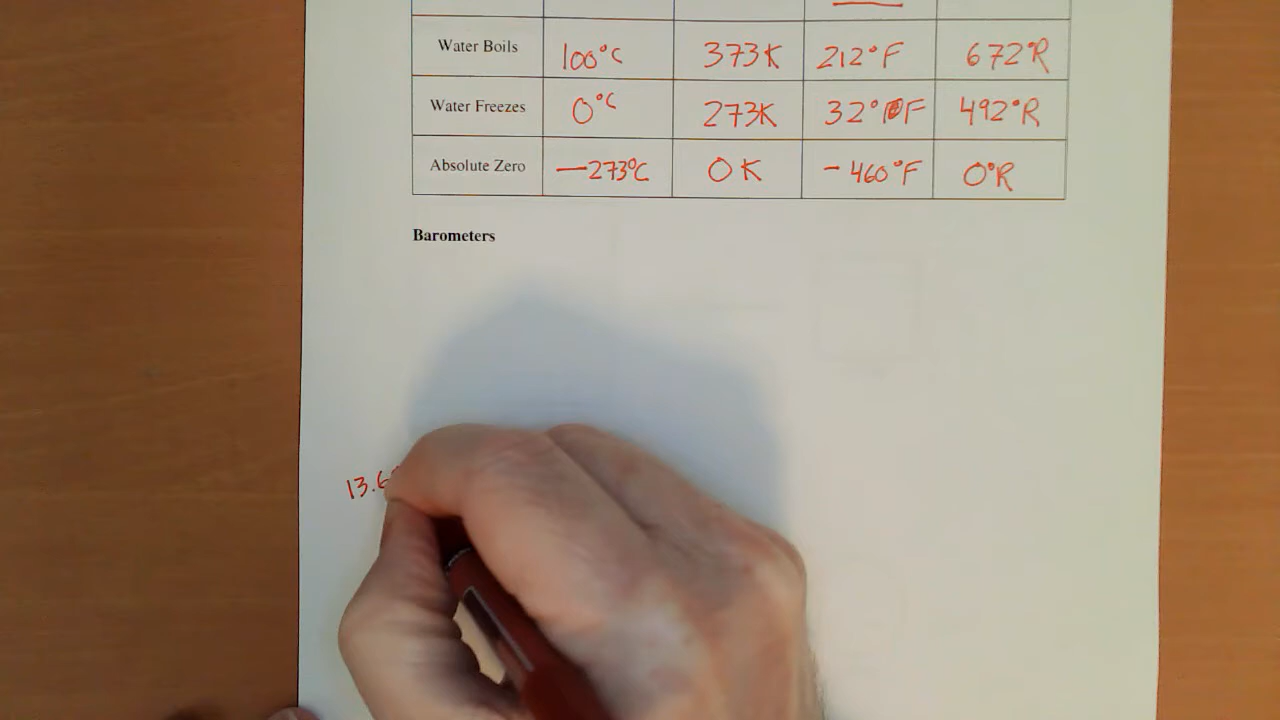 Water Boils 100°C 373K 212°F 672°R
Water Freezes 0°C 273K 32°F 492°R
Absolute Zero -273°C 0K -460°F 0°R
Barometers
13.6